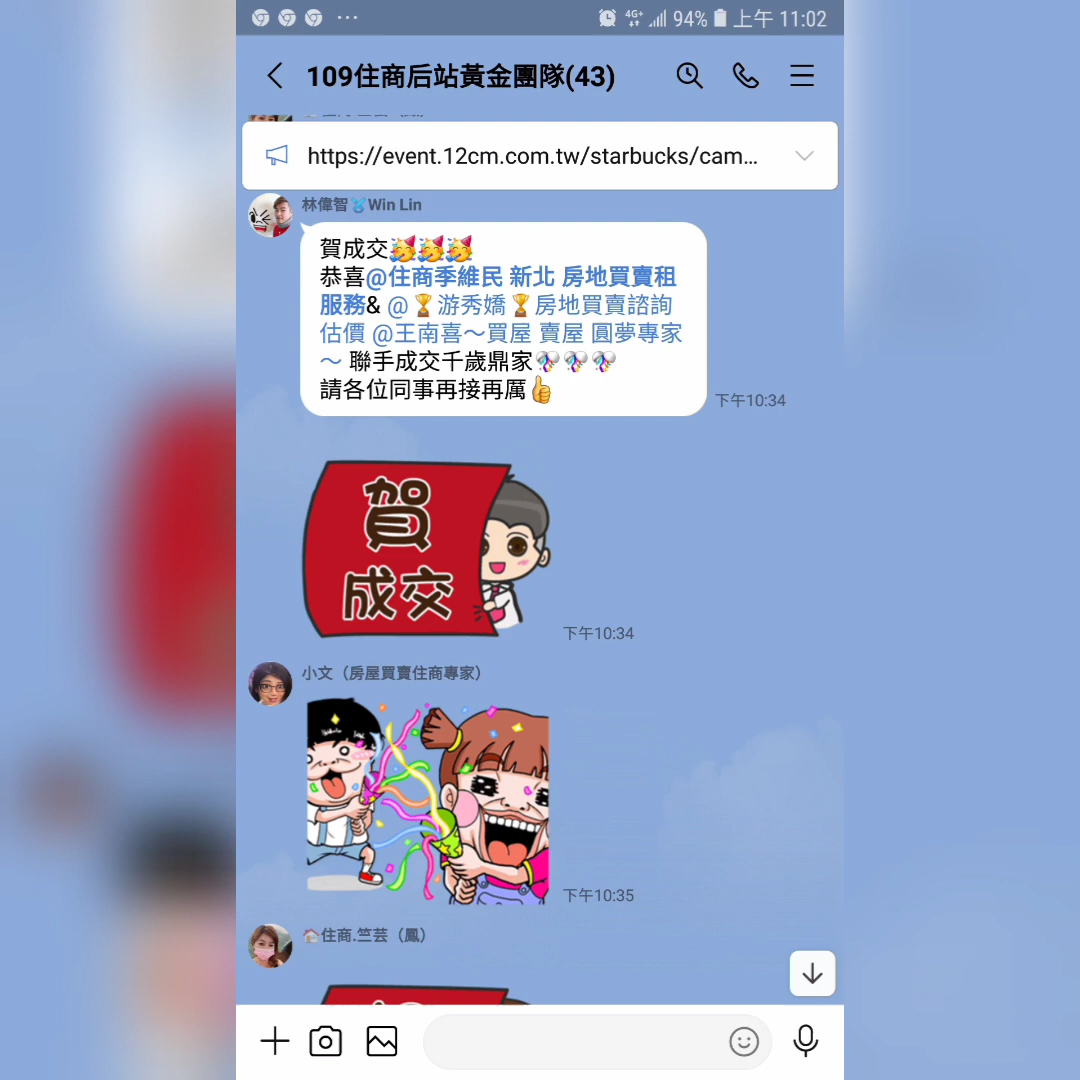 上午 11:02
4G+
94%
109住商后站黃金團隊(43)
https://event.12cm.com.tw/starbucks/cam...
林偉智🥈Win Lin
賀成交🥳🥳🥳
恭喜@住商季維民 新北 房地買賣租
服務& @🏆游秀嬌🏆房地買賣諮詢
估價 @王南喜～買屋 賣屋 圓夢專家
～ 聯手成交千歲鼎家🎊🎊🎊
請各位同事再接再厲👍
下午10:34
賀
成交
下午10:34
小文（房屋買賣住商專家）
下午10:35
🏠住商.竺芸（鳳）